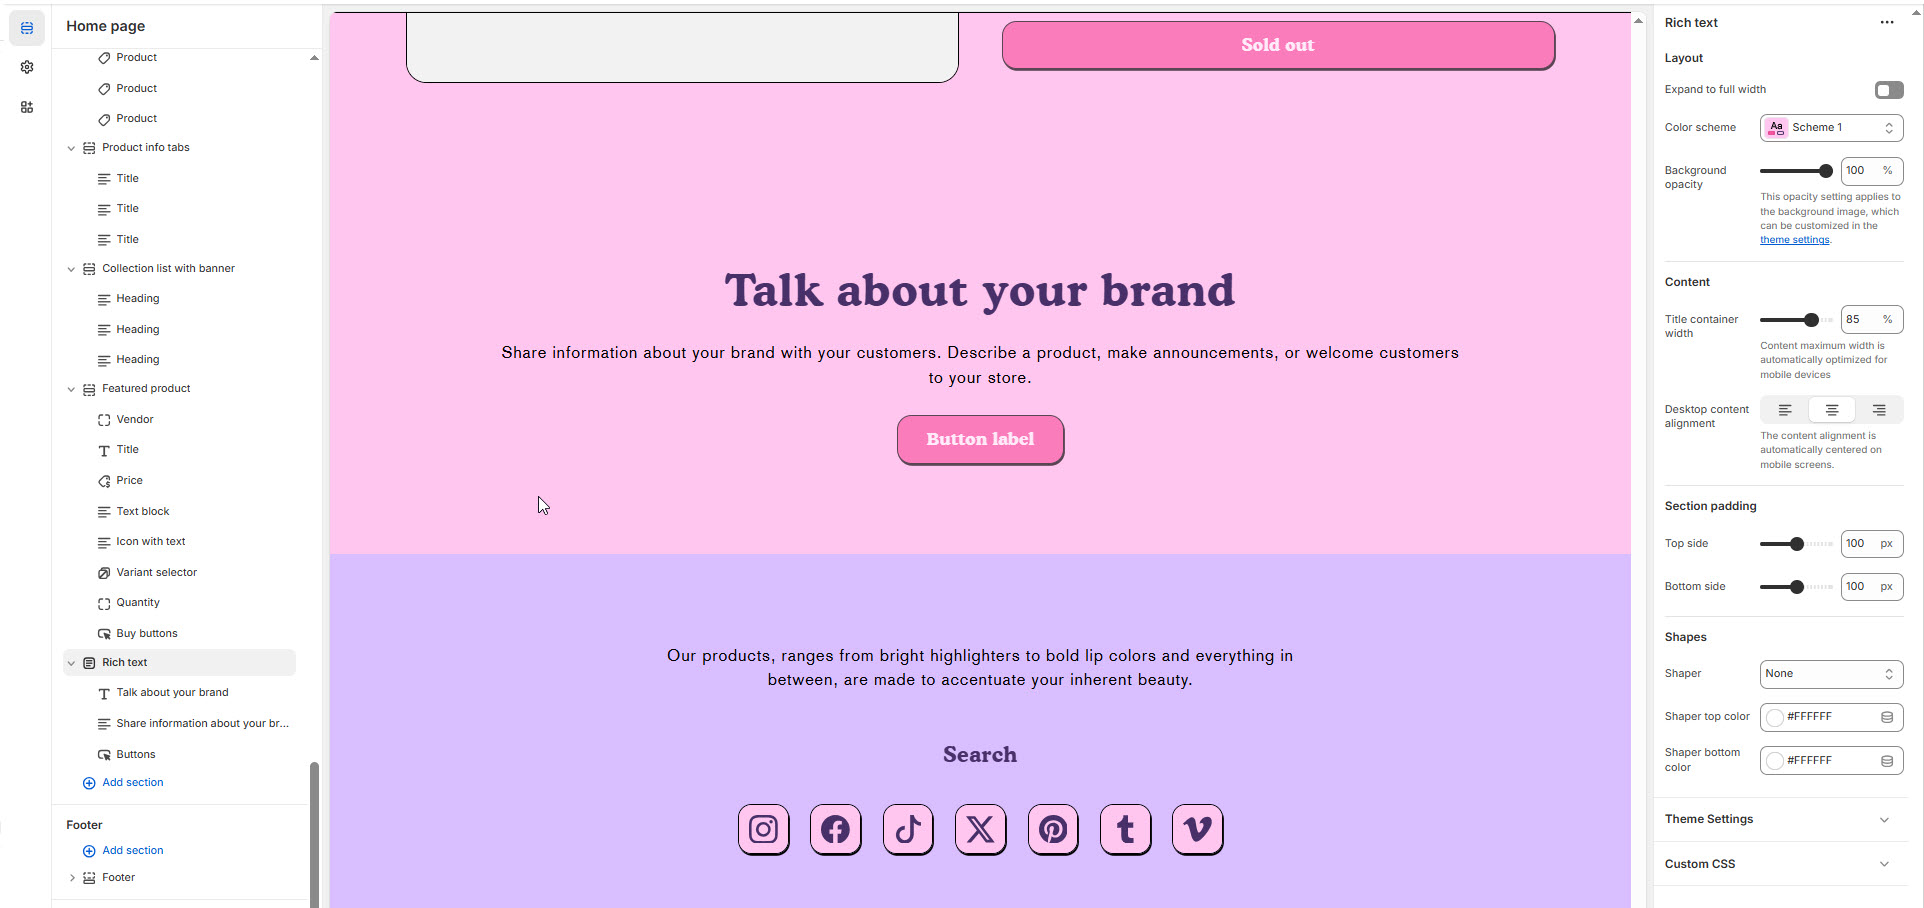 Home page
Product
Product
Product
Product info tabs
Title
Title
Title
Collection list with banner
Heading
Heading
Heading
Featured product
Vendor
Title
Price
Text block
Icon with text
Variant selector
Quantity
Buy buttons
Rich text
Talk about your brand
Share information about your br...
Buttons
Add section
Footer
Add section
Footer
Sold out
Talk about your brand
Share information about your brand with your customers. Describe a product, make announcements, or welcome customers
to your store.
Button label
Our products, ranges from bright highlighters to bold lip colors and everything in
between, are made to accentuate your inherent beauty.
Search
Rich text
Layout
Expand to full width
Color scheme
Aa
Scheme 1
Background
opacity
100 %
This opacity setting applies to
the background image, which
can be customized in the
theme settings.
Content
Title container
width
85 %
Content maximum width is
automatically optimized for
mobile devices
Desktop content
alignment
The content alignment is
automatically centered on
mobile screens.
Section padding
Top side
100 px
Bottom side
100 px
Shapes
Shaper
None
Shaper top color
#FFFFFF
Shaper bottom
color
#FFFFFF
Theme Settings
Custom CSS